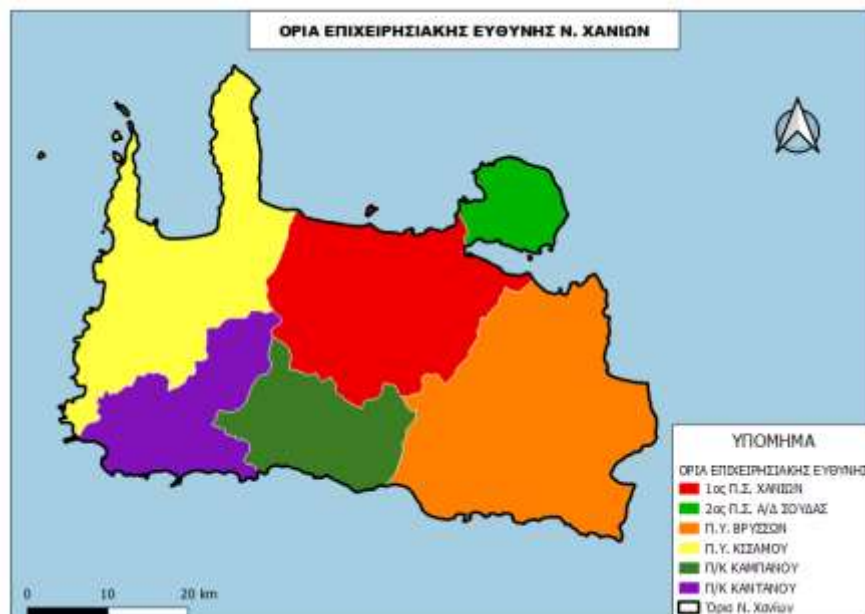 ΟΡΙΑ ΕΠΙΧΕΙΡΗΣΙΑΚΗΣ ΕΥΘΥΝΗΣ Ν. ΧΑΝΙΩΝ
ΥΠΟΜΗΜΑ
ΟΡΙΑ ΕΠΙΧΕΙΡΗΣΙΑΚΗΣ ΕΥΘΥΝΗΣ
1ος Π.Σ. ΧΑΝΙΩΝ
2ος Π.Σ. Α/Δ ΣΟΥΔΑΣ
Π.Υ. ΒΡΥΣΣΩΝ
Π.Υ. ΚΙΣΣΑΜΟΥ
Π/Κ ΚΑΜΠΑΝΟΥ
Π/Κ ΚΑΝΤΑΝΟΥ
Όρια Ν. Χανίων
0 10 20 km